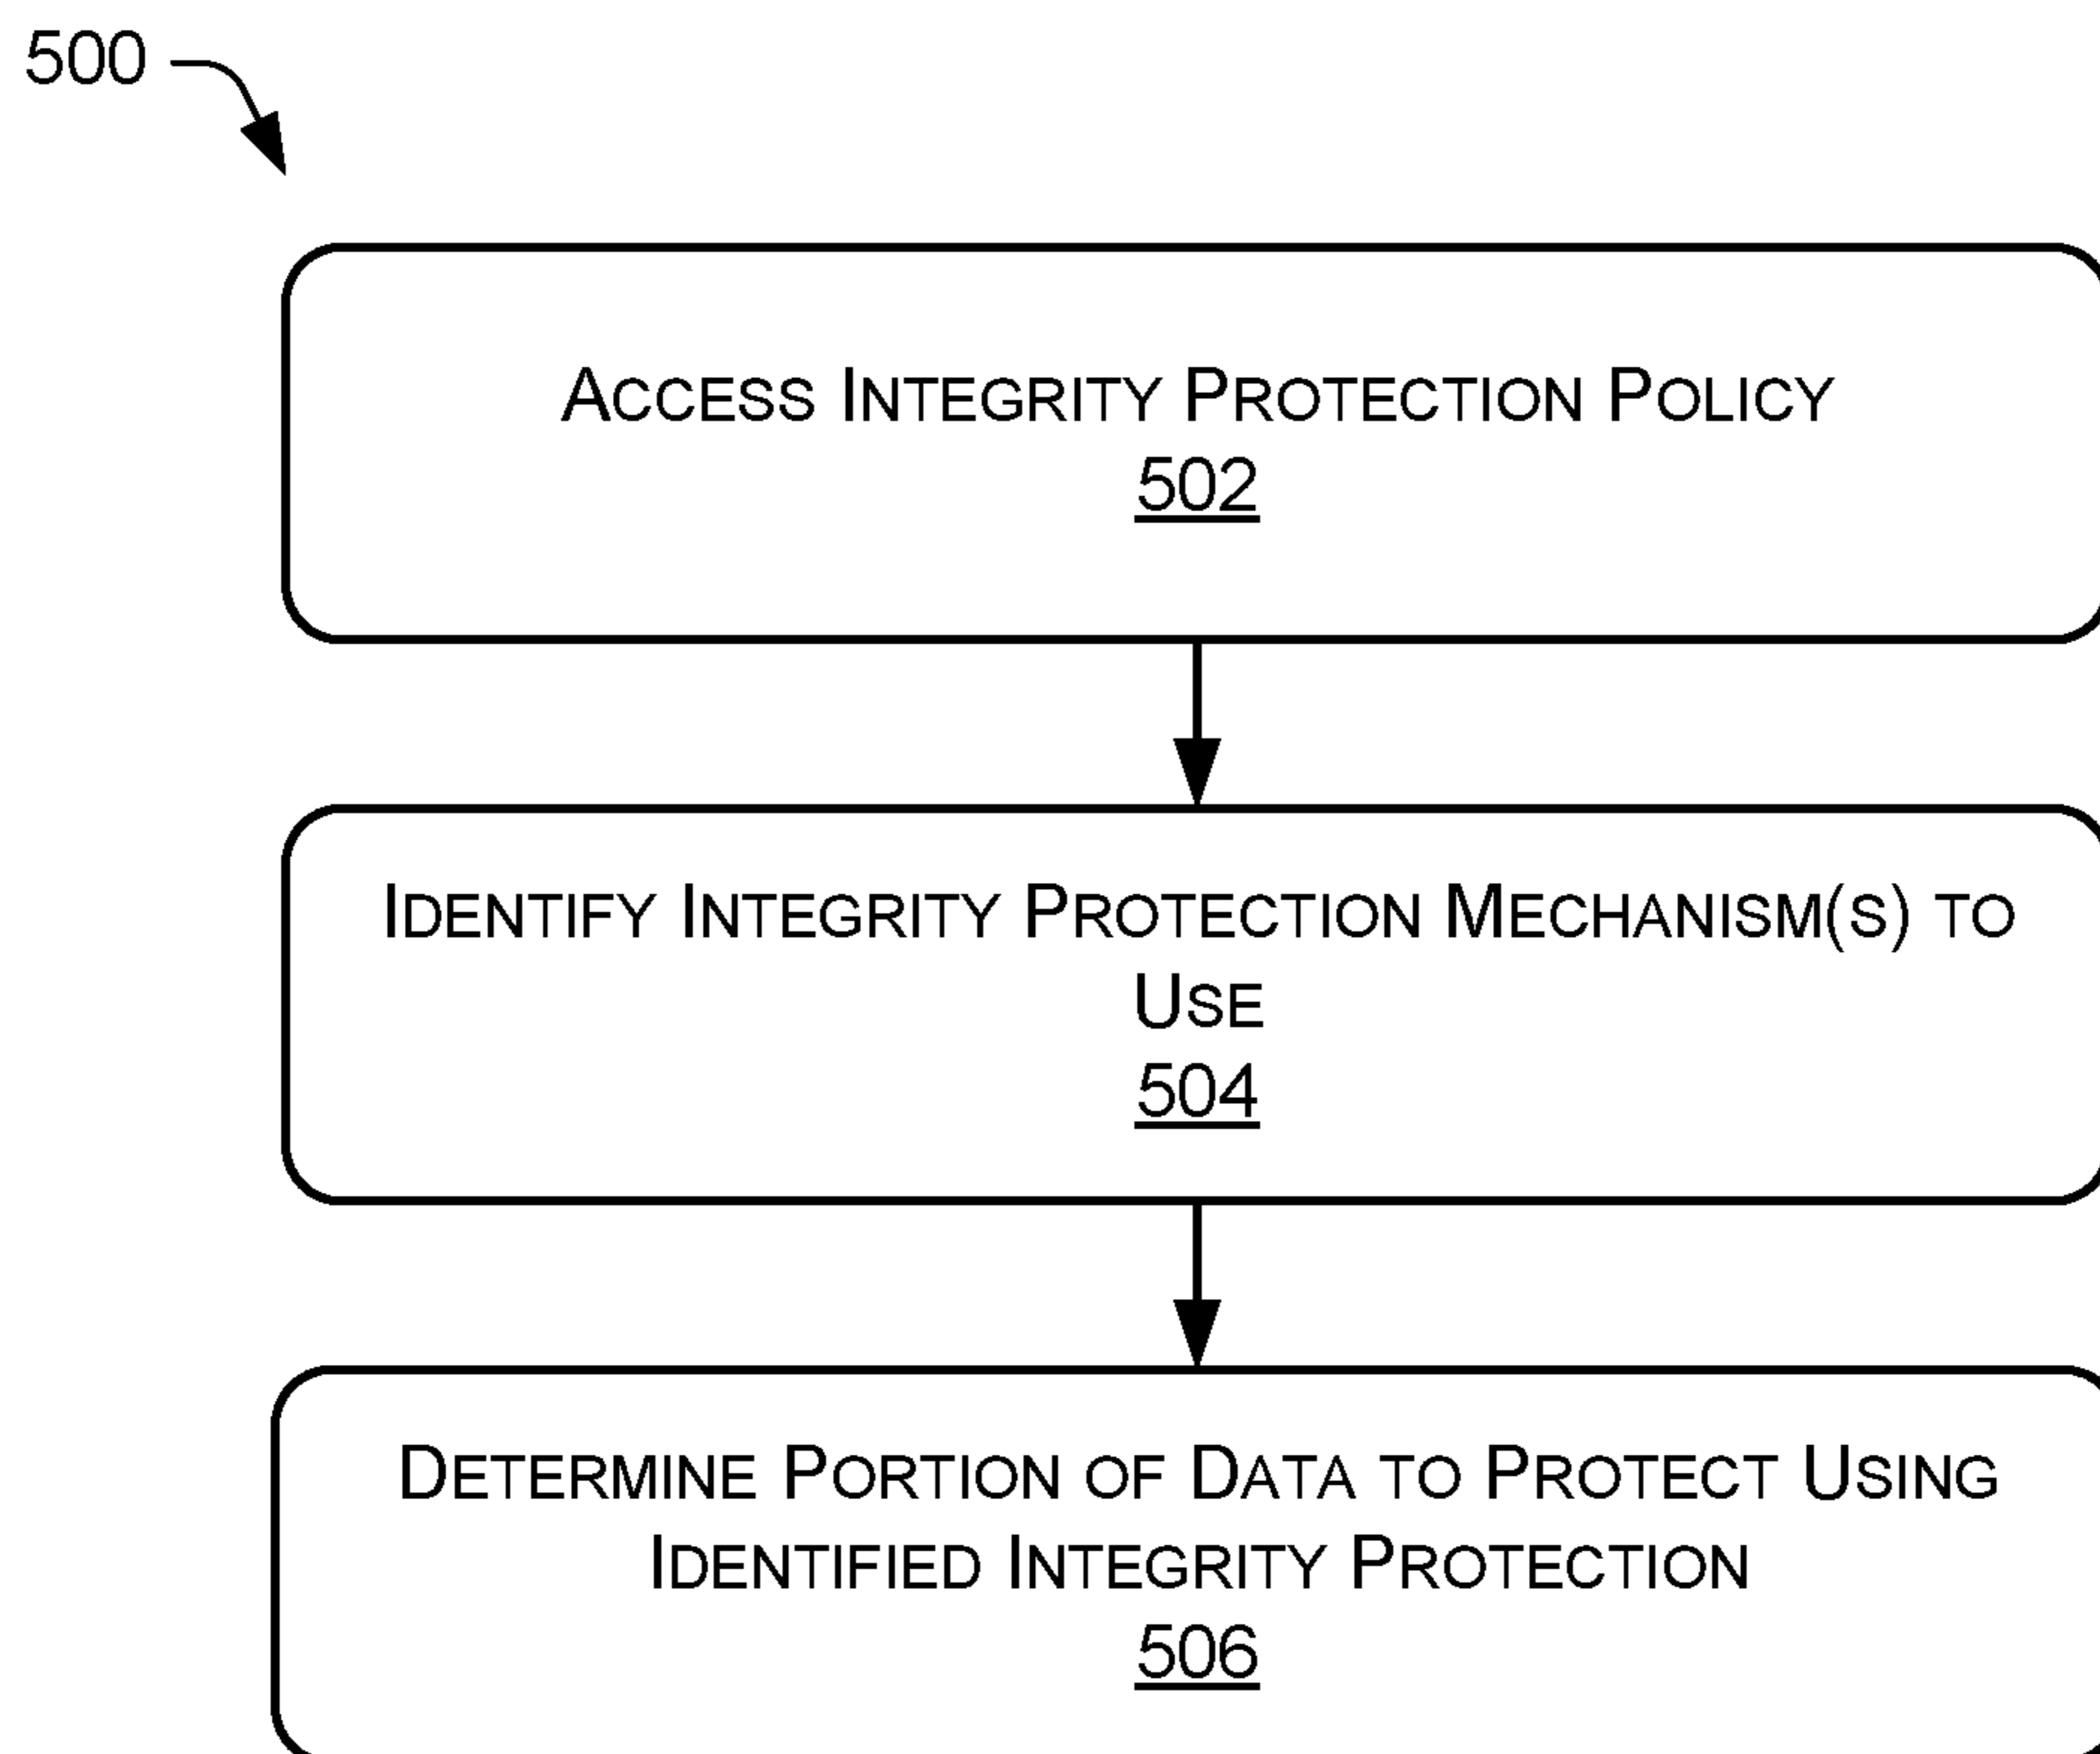 500
ACCESS INTEGRITY PROTECTION POLICY
502
IDENTIFY INTEGRITY PROTECTION MECHANISM(S) TO
USE
504
DETERMINE PORTION OF DATA TO PROTECT USING
IDENTIFIED INTEGRITY PROTECTION
506